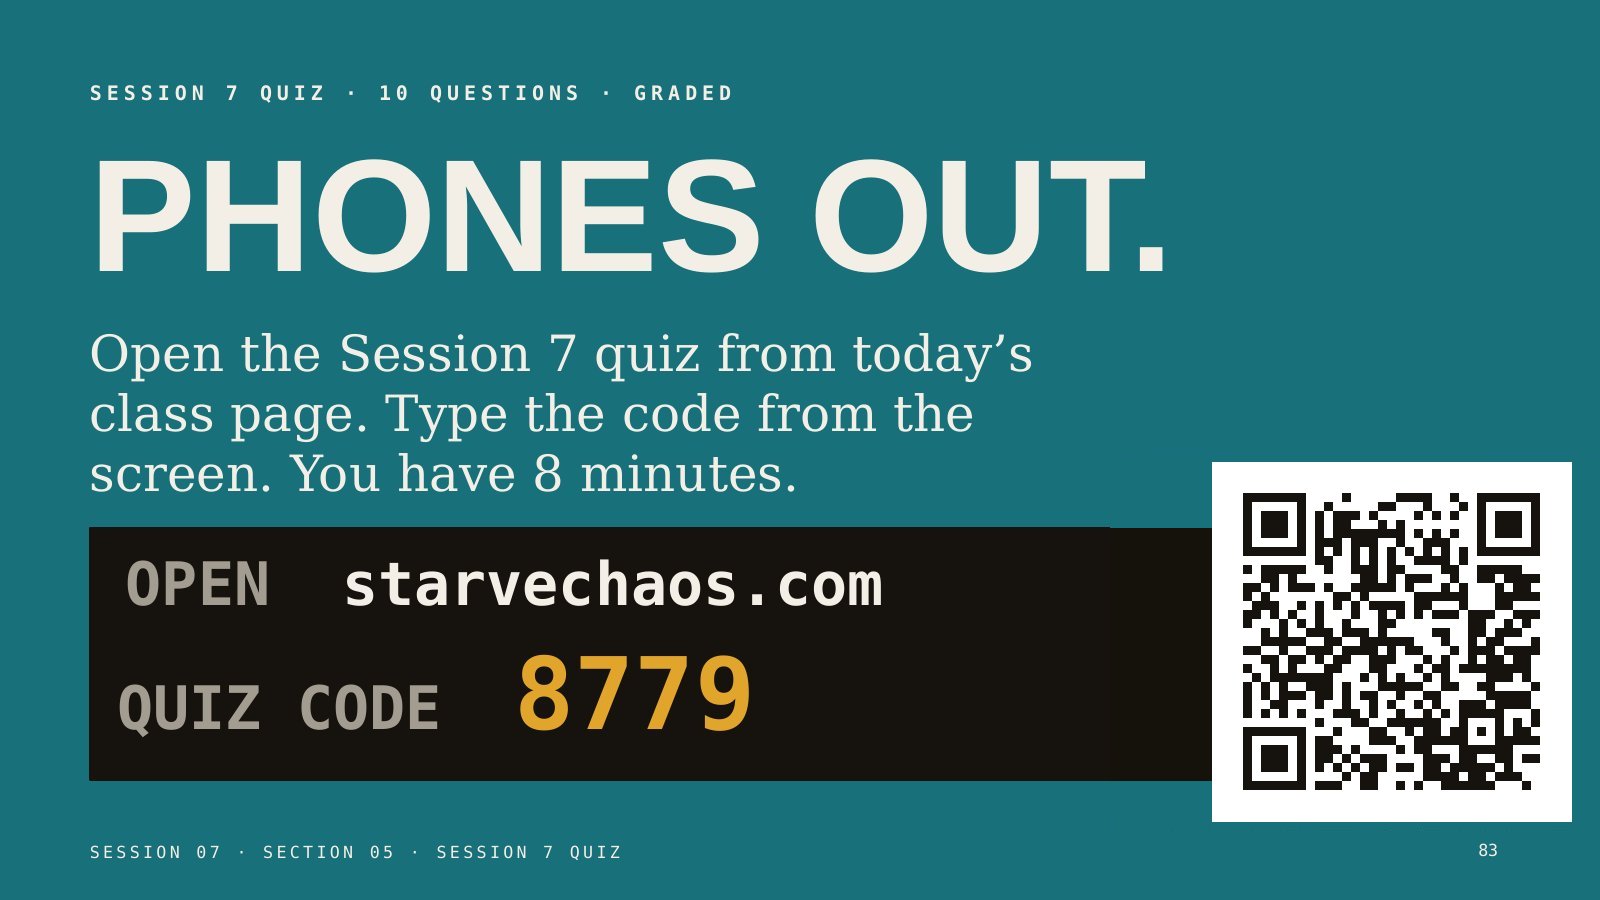 SESSION 7 QUIZ · 10 QUESTIONS · GRADED
PHONES OUT.
Open the Session 7 quiz from today’s
class page. Type the code from the
screen. You have 8 minutes.
OPEN starvechaos.com
QUIZ CODE 8779
SESSION 07 · SECTION 05 · SESSION 7 QUIZ
83